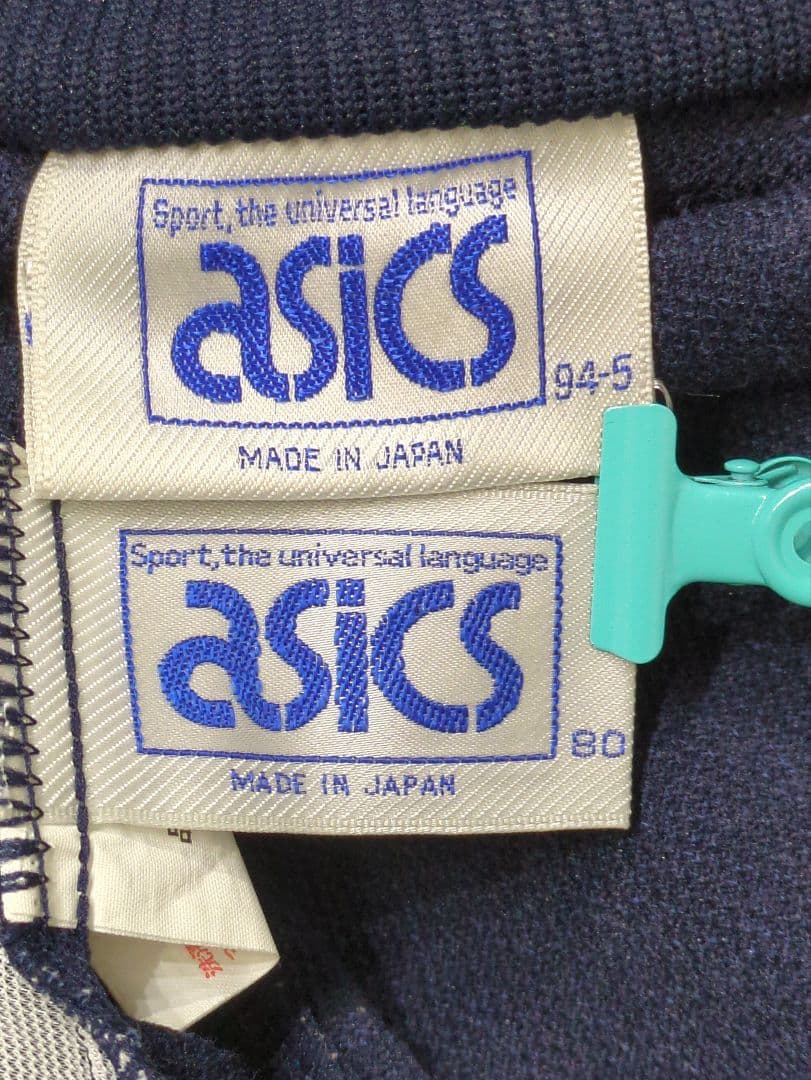 Sport, the universal language
asics
94-5
MADE IN JAPAN
Sport, the universal language
asics
80
MADE IN JAPAN